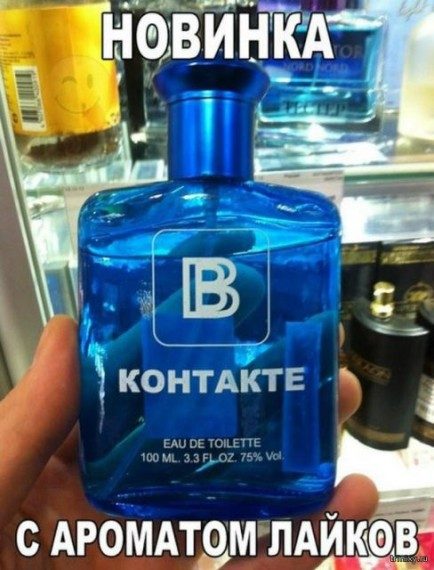 НОВИНКА
В
КОНТАКТЕ
EAU DE TOILETTE
100 ML. 3.3 FL.OZ. 75% Vol.
С АРОМАТОМ ЛАЙКОВ